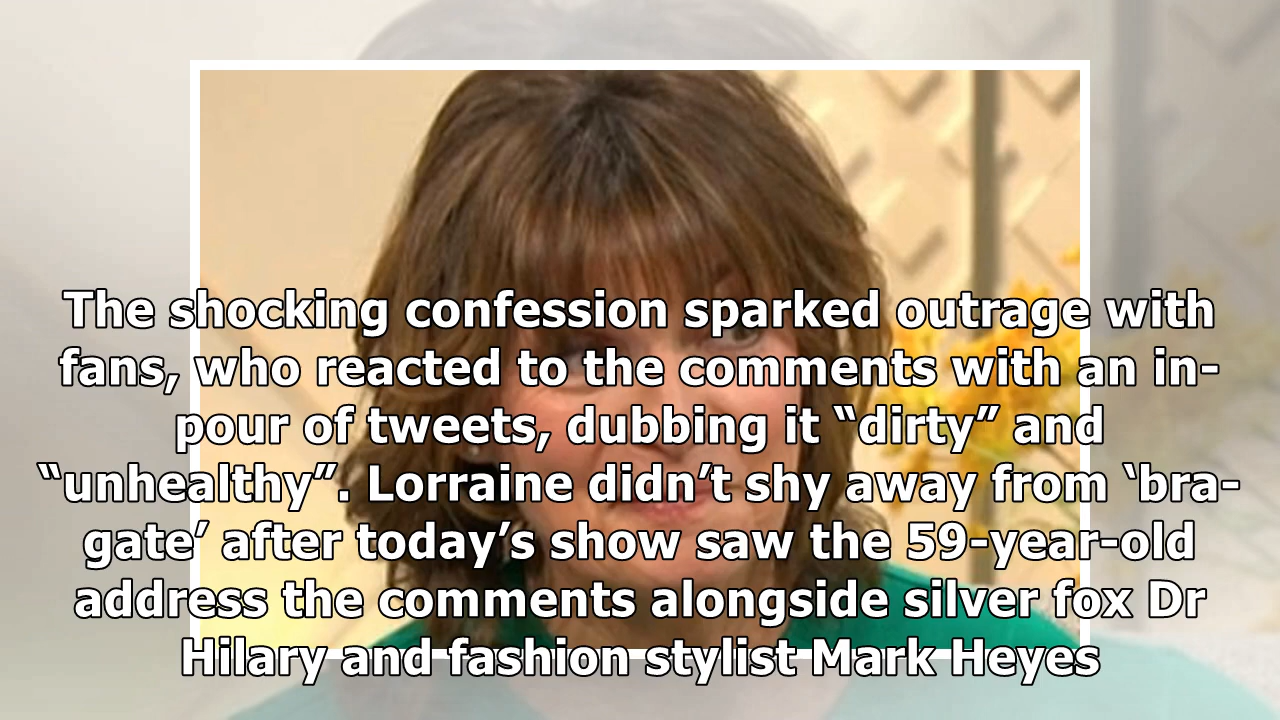 The shocking confession sparked outrage with
fans, who reacted to the comments with an in-
pour of tweets, dubbing it “dirty” and
“unhealthy”. Lorraine didn’t shy away from ‘bra-
gate’ after today’s show saw the 59-year-old
address the comments alongside silver fox Dr
Hilary and fashion stylist Mark Heyes